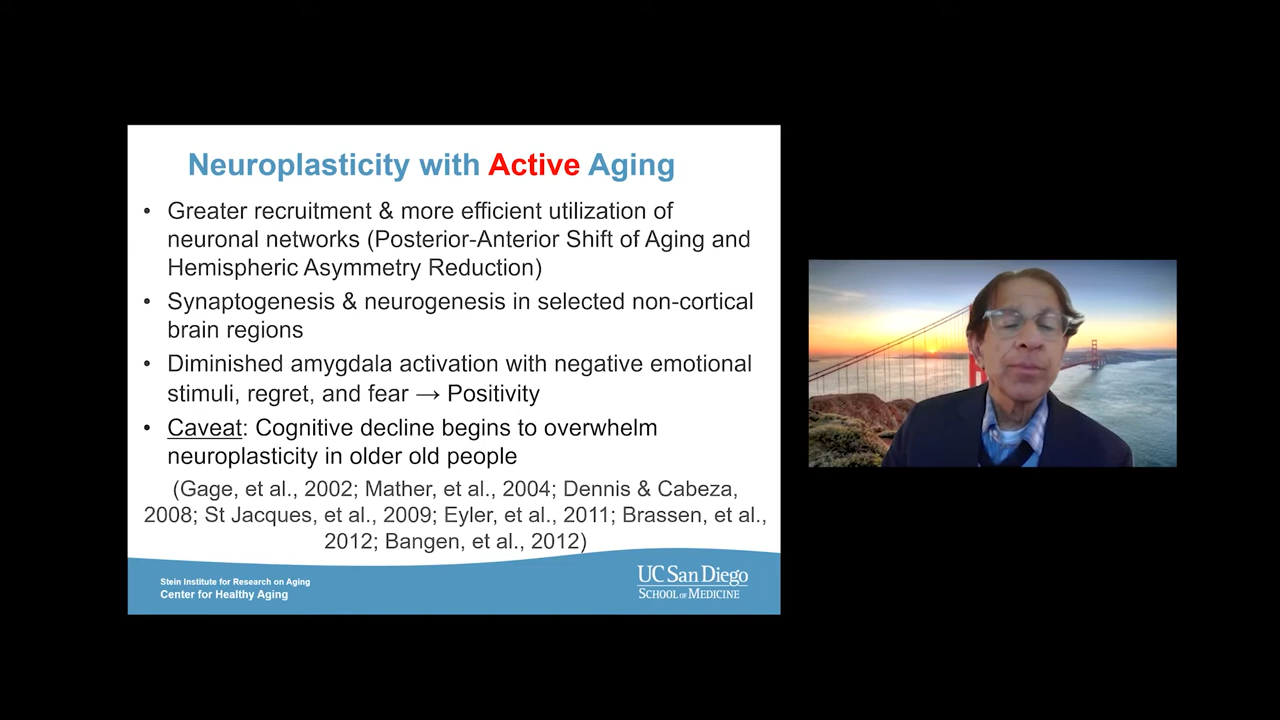 Neuroplasticity with Active Aging
• Greater recruitment & more efficient utilization of
neuronal networks (Posterior-Anterior Shift of Aging and
Hemispheric Asymmetry Reduction)
• Synaptogenesis & neurogenesis in selected non-cortical
brain regions
• Diminished amygdala activation with negative emotional
stimuli, regret, and fear → Positivity
• Caveat: Cognitive decline begins to overwhelm
neuroplasticity in older old people
(Gage, et al., 2002; Mather, et al., 2004; Dennis & Cabeza,
2008; St Jacques, et al., 2009; Eyler, et al., 2011; Brassen, et al.,
2012; Bangen, et al., 2012)
Stein Institute for Research on Aging
Center for Healthy Aging
UC San Diego
SCHOOL OF MEDICINE